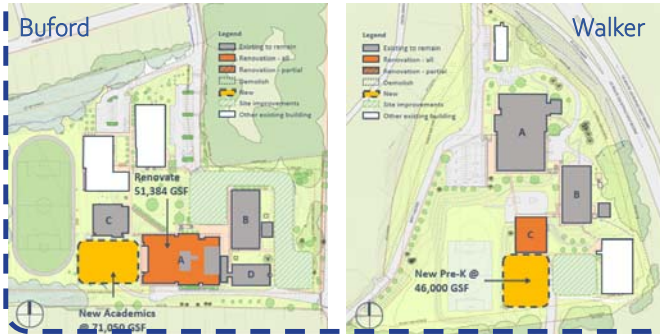 Buford
Legend
Existing to remain
Renovation - all
Renovation - partial
Demolish
New
Site improvements
Other existing building
Renovate
51,384 GSF
C
B
A
D
New Academics
@ 71,050 GSF
Walker
Legend
Existing to remain
Renovation - all
Renovation - partial
Demolish
New
Site improvements
Other existing building
A
B
C
New Pre-K @
46,000 GSF